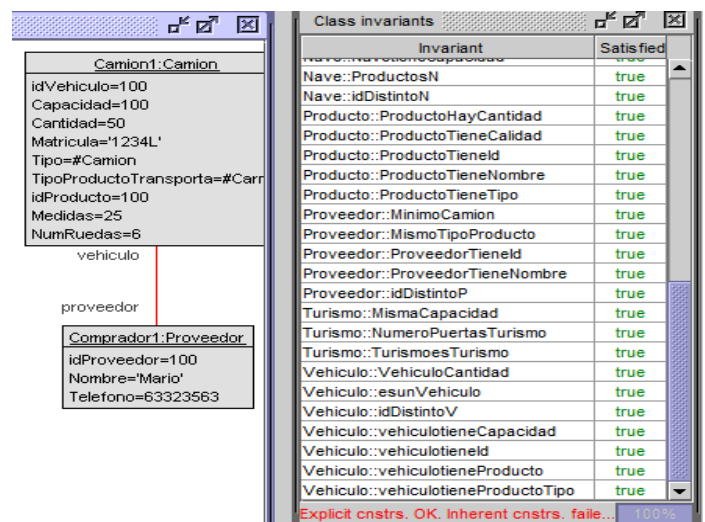 Camion1:Camion
idVehiculo=100
Capacidad=100
Cantidad=50
Matricula='1234L'
Tipo=#Camion
TipoProductoTransporta=#Carr
idProducto=100
Medidas=25
NumRuedas=6
vehiculo
proveedor
Comprador1:Proveedor
idProveedor=100
Nombre='Mario'
Telefono=63323563
Class invariants
Invariant Satisfied
Nave::ProductosN true
Nave::idDistintoN true
Producto::ProductoHayCantidad true
Producto::ProductoTieneCalidad true
Producto::ProductoTieneId true
Producto::ProductoTieneNombre true
Producto::ProductoTieneTipo true
Proveedor::MinimoCamion true
Proveedor::MismoTipoProducto true
Proveedor::ProveedorTieneId true
Proveedor::ProveedorTieneNombre true
Proveedor::idDistintoP true
Turismo::MismaCapacidad true
Turismo::NumeroPuertasTurismo true
Turismo::TurismoesTurismo true
Vehiculo::VehiculoCantidad true
Vehiculo::esunVehiculo true
Vehiculo::idDistintoV true
Vehiculo::vehiculotieneCapacidad true
Vehiculo::vehiculotieneId true
Vehiculo::vehiculotieneProducto true
Vehiculo::vehiculotieneProductoTipo true
Explicit cnstrs. OK. Inherent cnstrs. faile... 100%